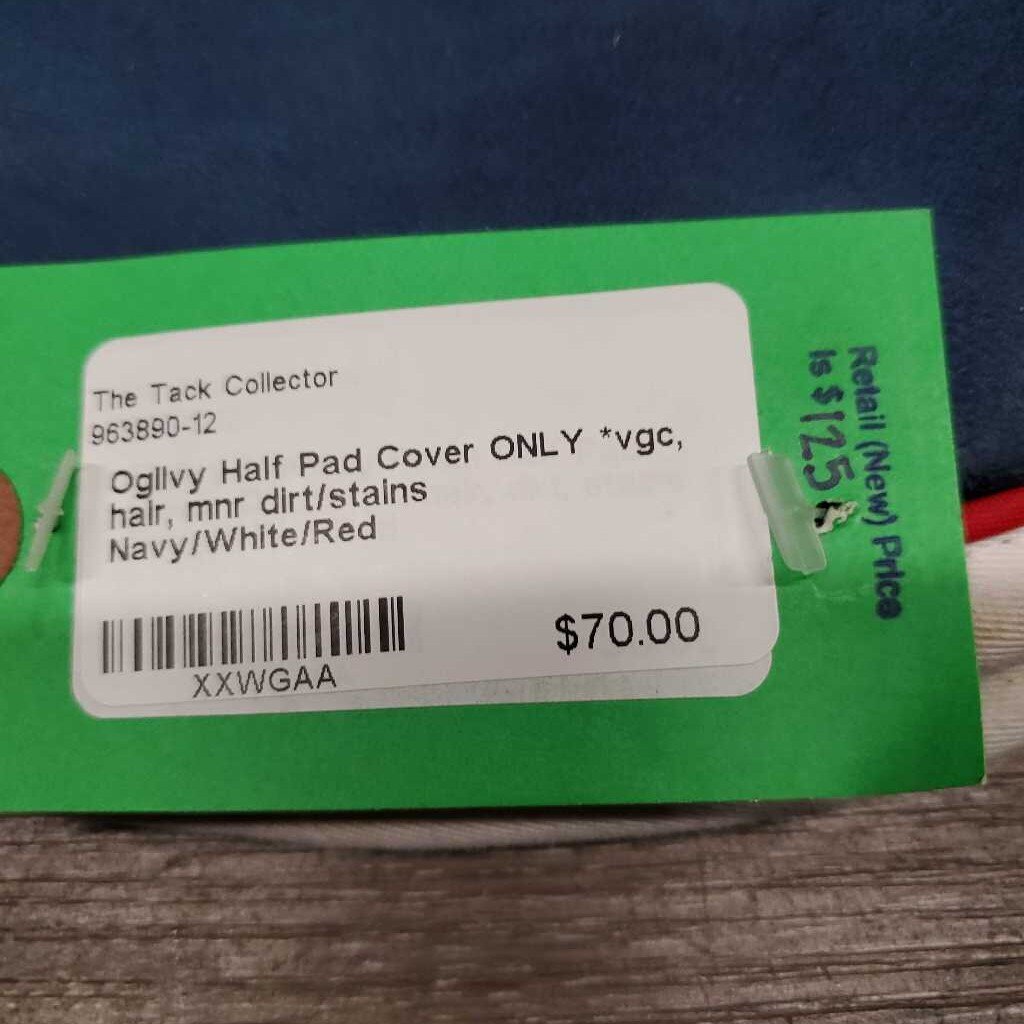 The Tack Collector
963890-12
Ogilvy Half Pad Cover ONLY *vgc,
hair, mnr dirt/stains
Navy/White/Red
$70.00
XXWGAA
Retail (New) Price
is $125